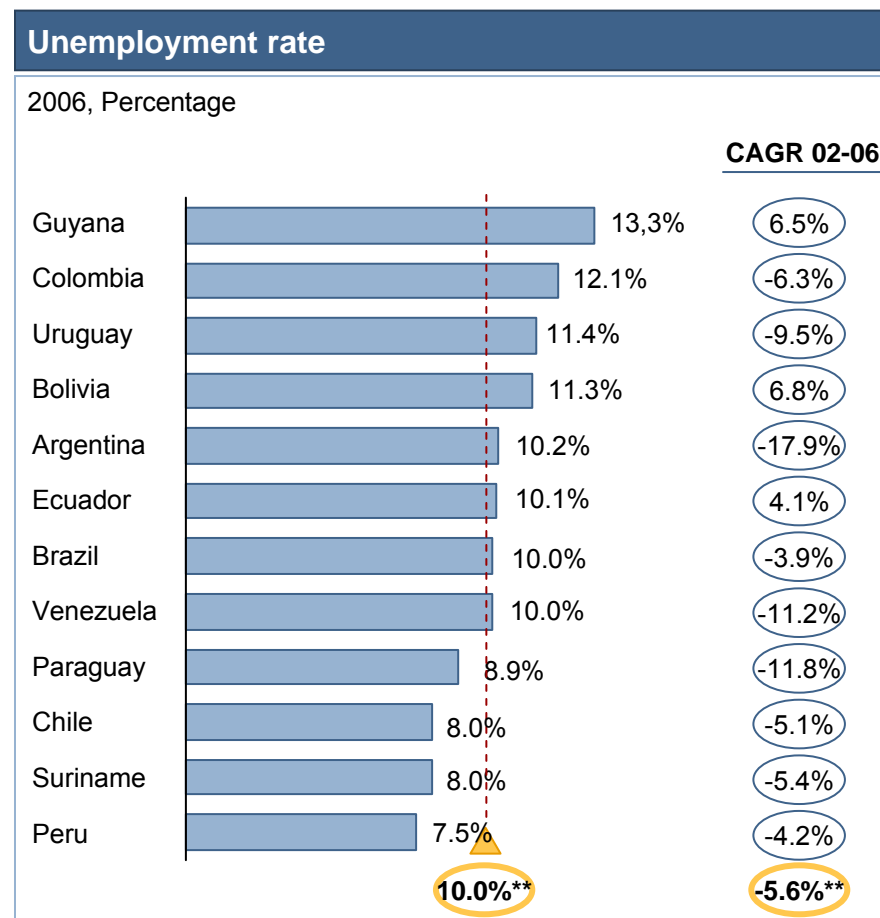 Unemployment rate
2006, Percentage
CAGR 02-06
Guyana 13,3% 6.5%
Colombia 12.1% -6.3%
Uruguay 11.4% -9.5%
Bolivia 11.3% 6.8%
Argentina 10.2% -17.9%
Ecuador 10.1% 4.1%
Brazil 10.0% -3.9%
Venezuela 10.0% -11.2%
Paraguay 8.9% -11.8%
Chile 8.0% -5.1%
Suriname 8.0% -5.4%
Peru 7.5% -4.2%
10.0%** -5.6%**